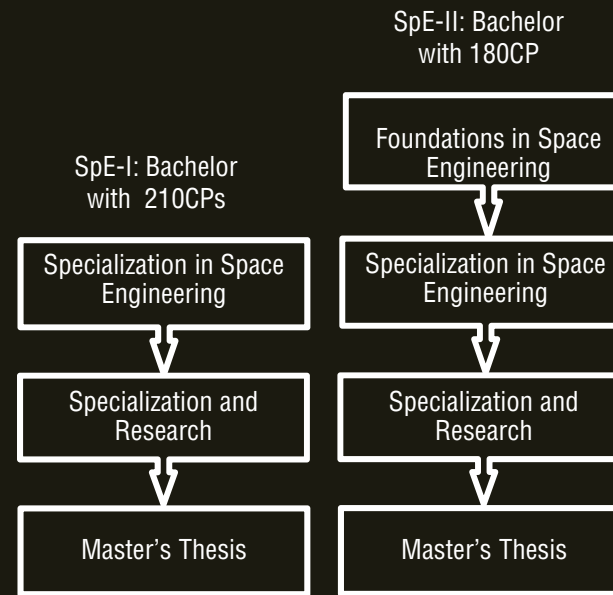 SpE-I: Bachelor
with 210CPs
Specialization in Space
Engineering
Specialization and
Research
Master’s Thesis
SpE-II: Bachelor
with 180CP
Foundations in Space
Engineering
Specialization in Space
Engineering
Specialization and
Research
Master’s Thesis